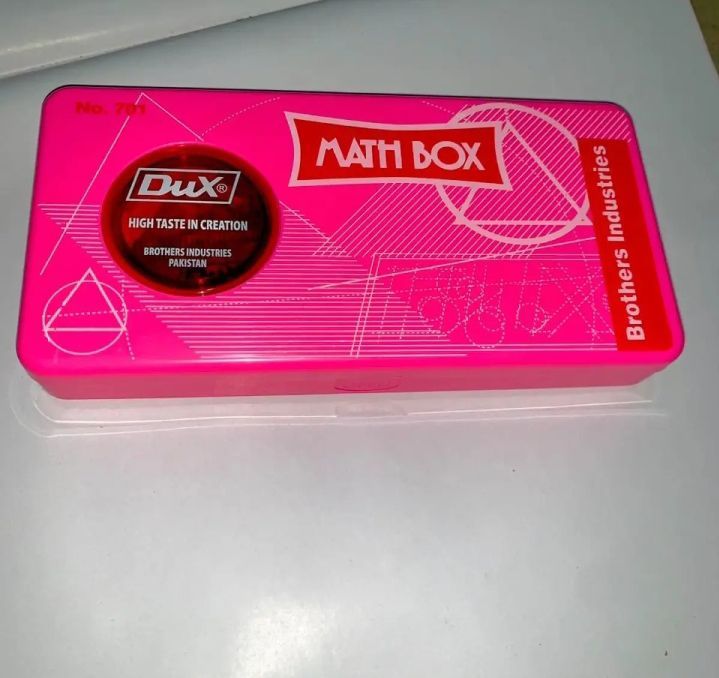 No. 701
MATH BOX
DUX®
HIGH TASTE IN CREATION
BROTHERS INDUSTRIES
PAKISTAN
Brothers Industries